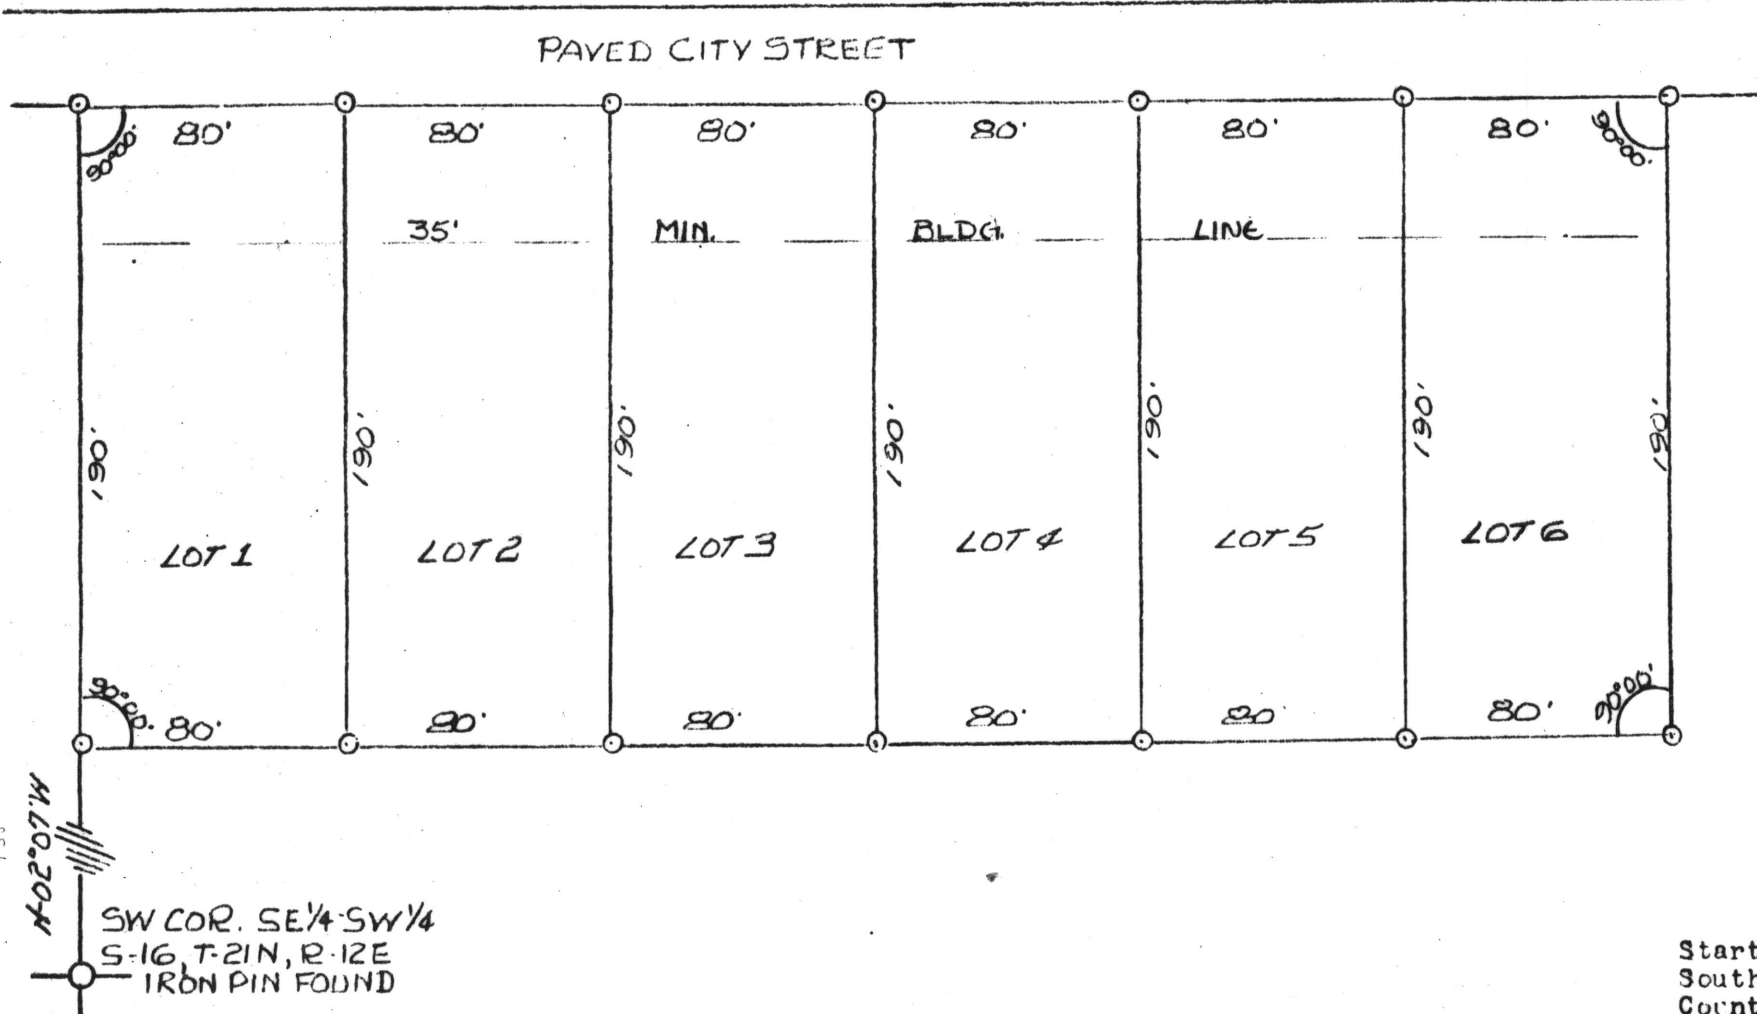 PAVED CITY STREET
80' 80' 80' 80' 80' 80'
90°00' 90°00'
35' MIN. BLDG. LINE
190' 190' 190' 190' 190' 190' 190'
LOT 1 LOT 2 LOT 3 LOT 4 LOT 5 LOT 6
90°00' 90°00'
80' 80' 80' 80' 80' 80'
SW COR. SE1/4-SW1/4
S-16, T-21N, R-12E
IRON PIN FOUND
Start
South
Count